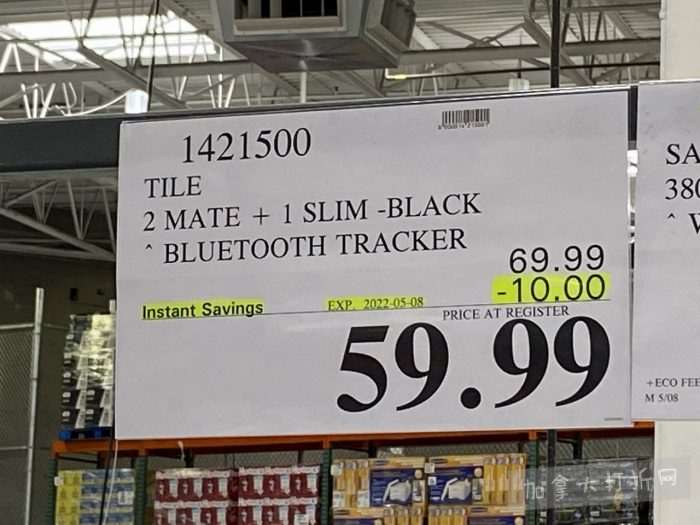 1421500
TILE
2 MATE + 1 SLIM -BLACK
^ BLUETOOTH TRACKER
69.99
-10.00
Instant Savings EXP. 2022-05-08
PRICE AT REGISTER
59.99
SA
380
^ W
+ECO FEE
M 5/08
加拿大打折网